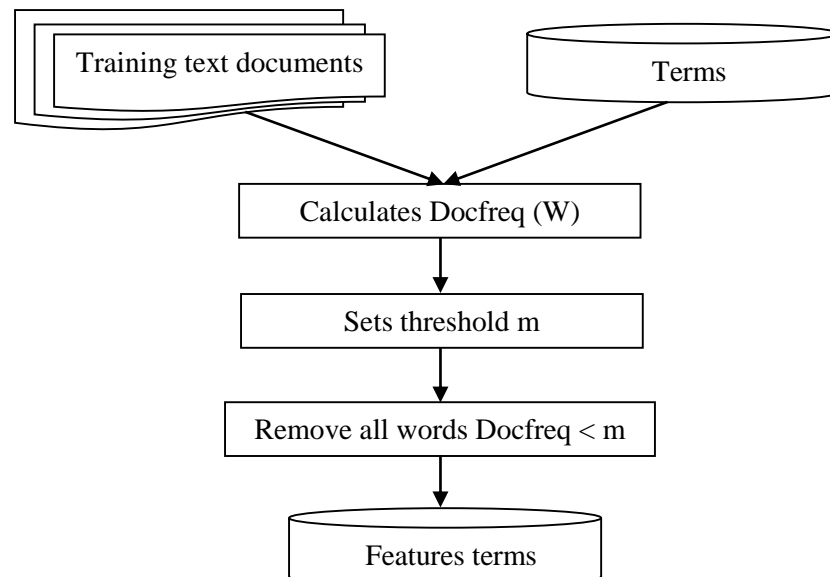 Training text documents
Terms
Calculates Docfreq (W)
Sets threshold m
Remove all words Docfreq < m
Features terms